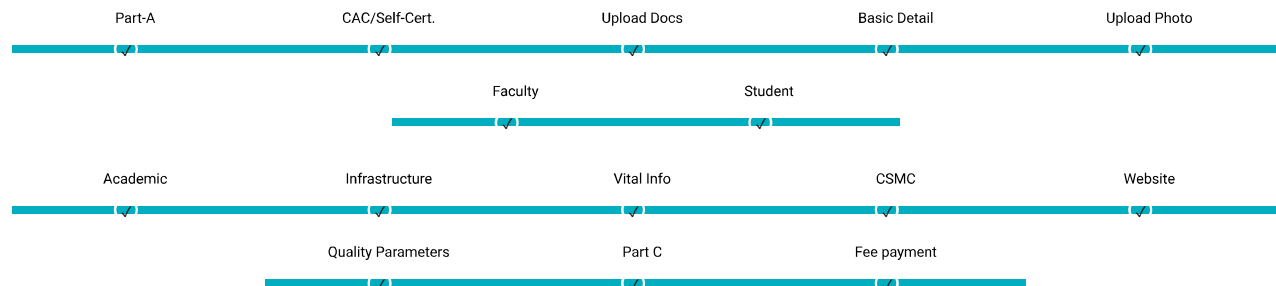 Part-A CAC/Self-Cert. Upload Docs Basic Detail Upload Photo
Faculty Student
Academic Infrastructure Vital Info CSMC Website
Quality Parameters Part C Fee payment